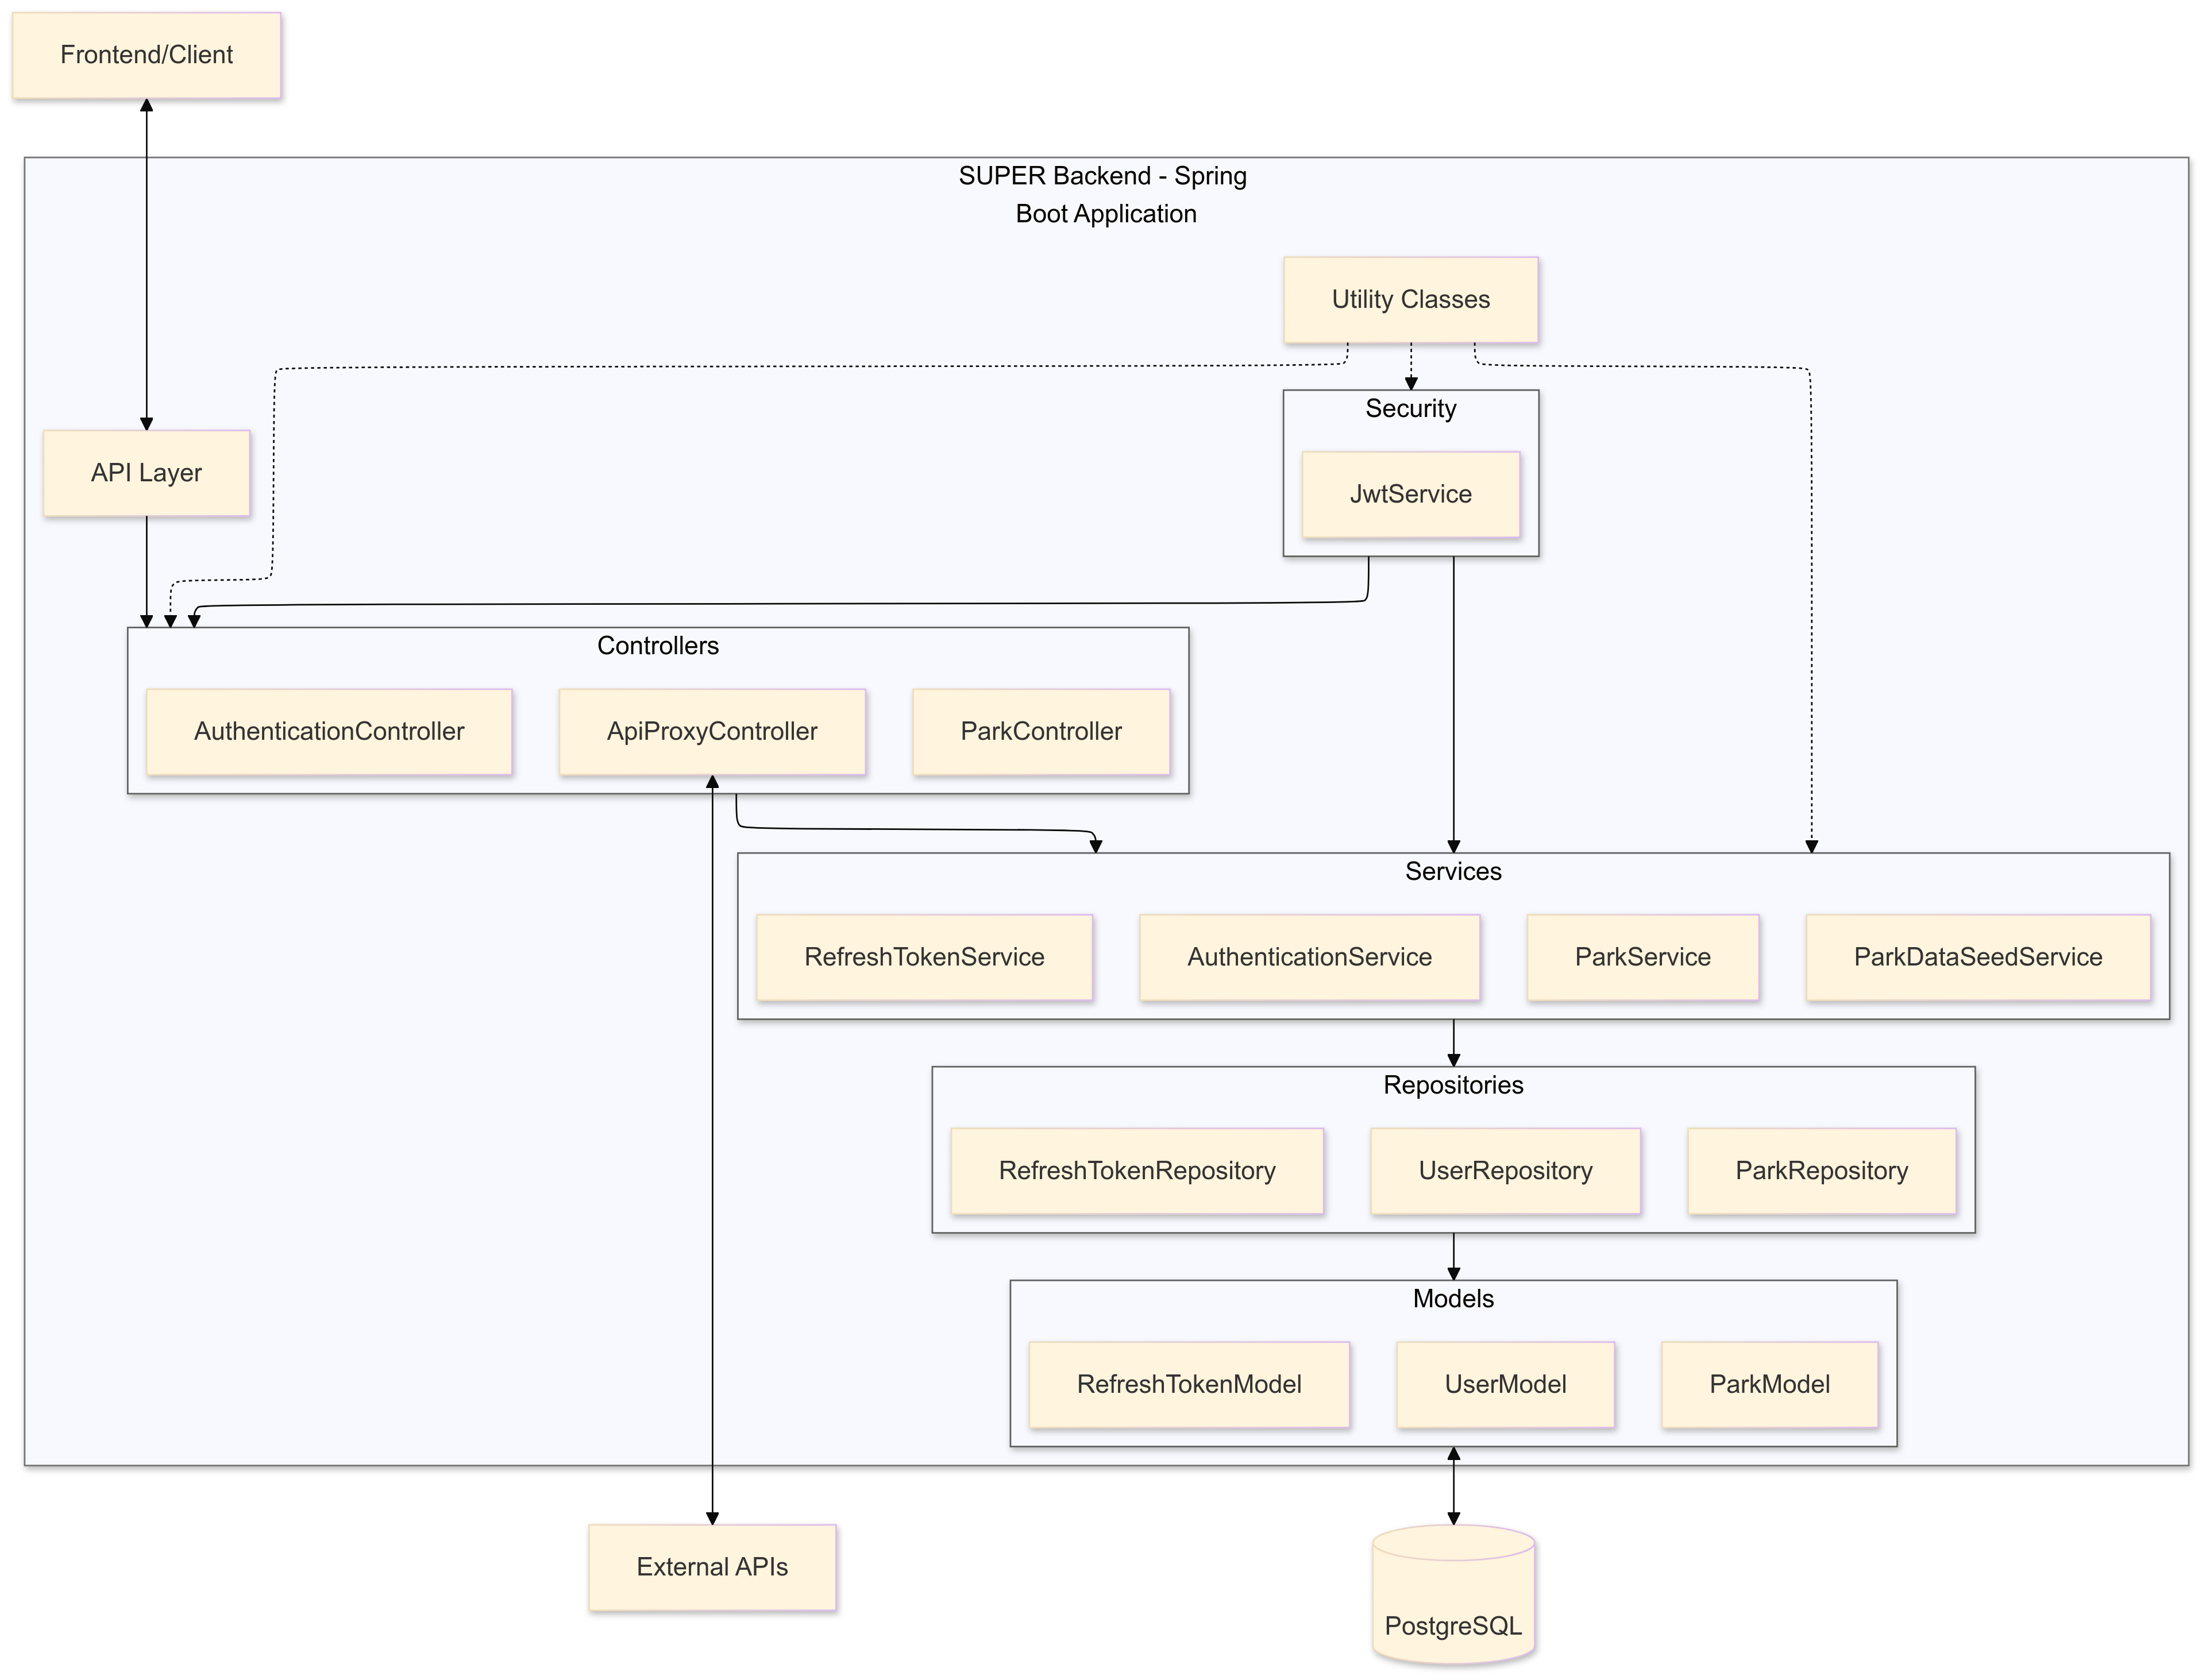 Frontend/Client
SUPER Backend - Spring
Boot Application
Utility Classes
Security
API Layer
JwtService
Controllers
AuthenticationController
ApiProxyController
ParkController
Services
RefreshTokenService
AuthenticationService
ParkService
ParkDataSeedService
Repositories
RefreshTokenRepository
UserRepository
ParkRepository
Models
RefreshTokenModel
UserModel
ParkModel
External APIs
PostgreSQL